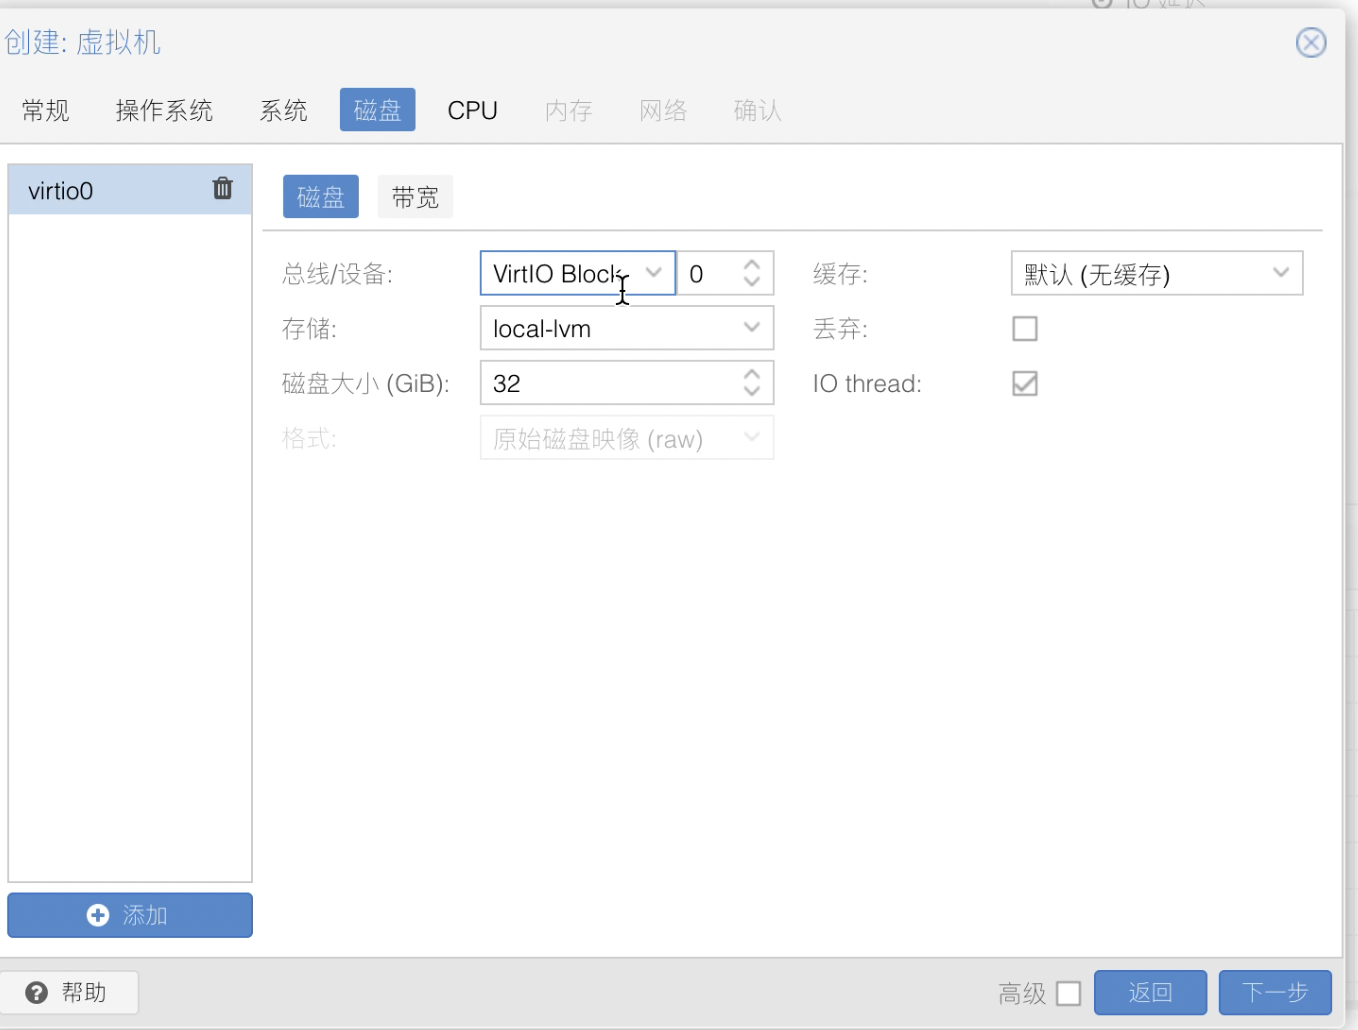 IO 延迟
创建: 虚拟机
常规 操作系统 系统 磁盘 CPU 内存 网络 确认
virtio0
磁盘 带宽
总线/设备: VirtIO Block 0 缓存: 默认 (无缓存)
存储: local-lvm 丢弃:
磁盘大小 (GiB): 32 IO thread:
格式: 原始磁盘映像 (raw)
添加
帮助 高级 返回 下一步